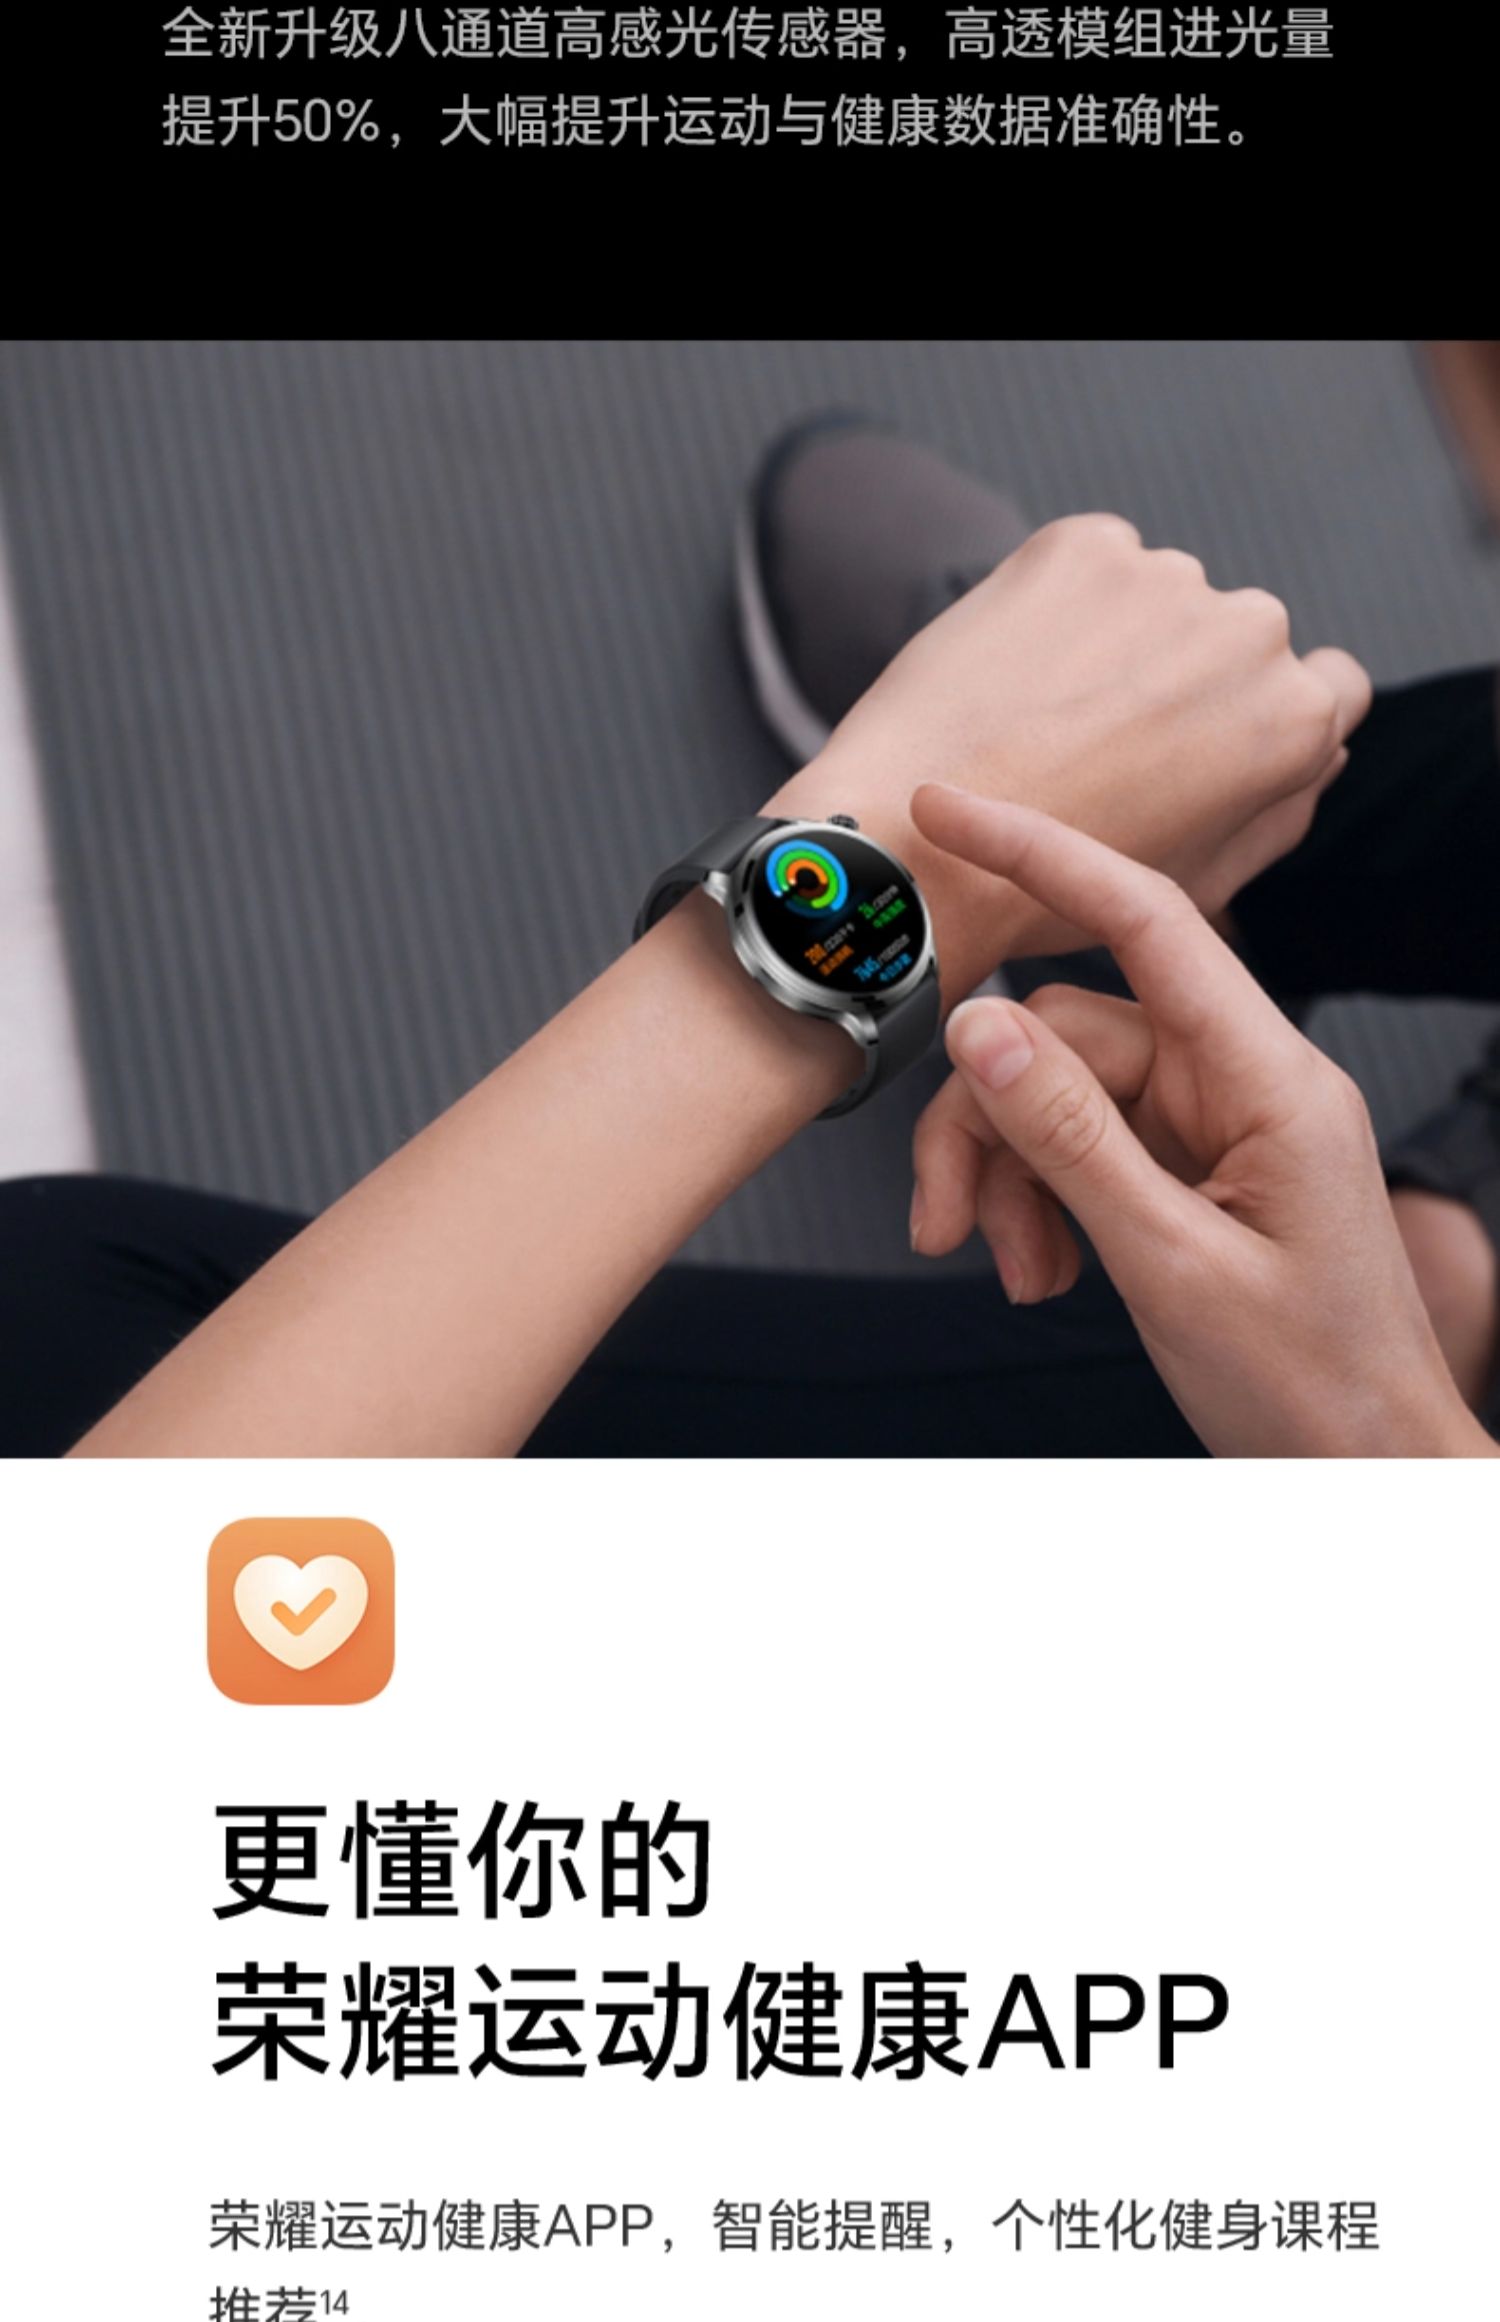 全新升级八通道高感光传感器，高透模组进光量
提升50%，大幅提升运动与健康数据准确性。
更懂你的
荣耀运动健康APP
荣耀运动健康APP，智能提醒，个性化健身课程
推荐14